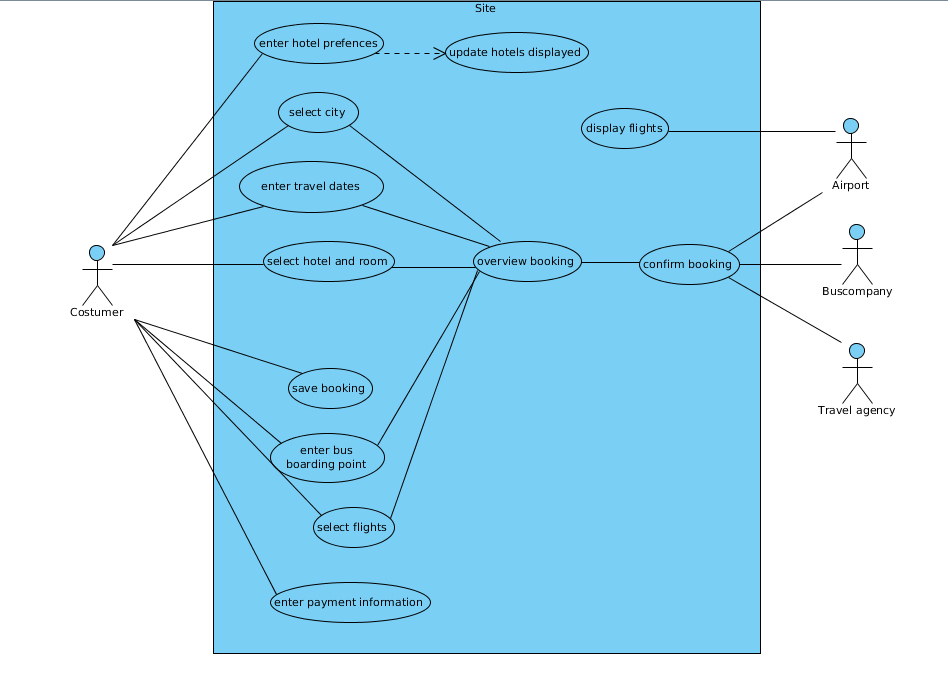 Site
enter hotel prefences
update hotels displayed
select city
display flights
enter travel dates
Airport
select hotel and room
overview booking
confirm booking
Buscompany
Costumer
save booking
Travel agency
enter bus
boarding point
select flights
enter payment information